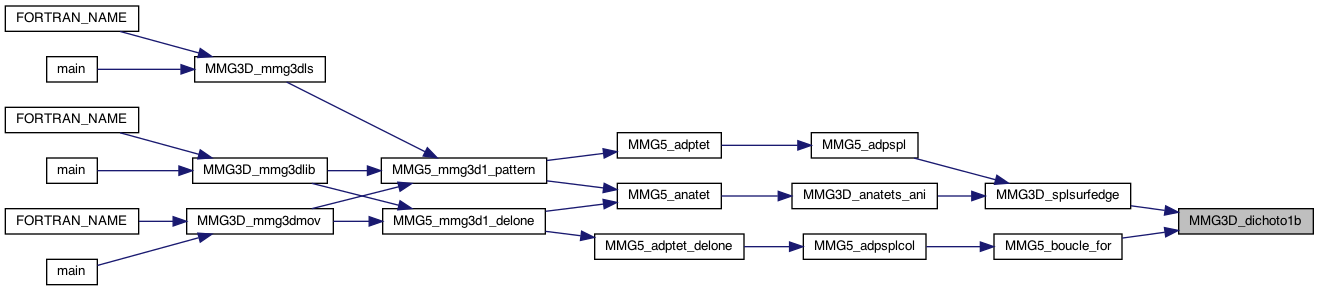 FORTRAN_NAME
main
MMG3D_mmg3dls
FORTRAN_NAME
main
MMG3D_mmg3dlib
FORTRAN_NAME
MMG3D_mmg3dmov
main
MMG5_mmg3d1_pattern
MMG5_mmg3d1_delone
MMG5_adptet
MMG5_anatet
MMG5_adptet_delone
MMG5_adpspl
MMG3D_anatets_ani
MMG5_adpsplcol
MMG3D_splsurfedge
MMG5_boucle_for
MMG3D_dichoto1b